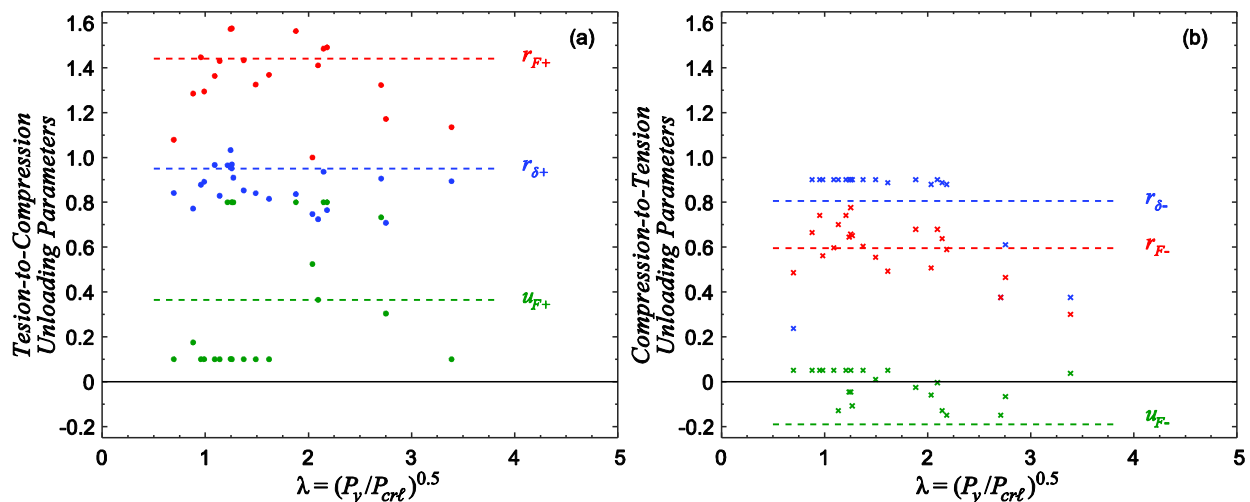 1.6
1.4
1.2
1.0
0.8
0.6
0.4
0.2
0
-0.2
0 1 2 3 4 5
Tesion-to-Compression
Unloading Parameters
λ = (P_y/P_crℓ)^0.5
(a)
r_F+
r_δ+
u_F+
1.6
1.4
1.2
1.0
0.8
0.6
0.4
0.2
0
-0.2
0 1 2 3 4 5
Compression-to-Tension
Unloading Parameters
λ = (P_y/P_crℓ)^0.5
(b)
r_δ-
r_F-
u_F-